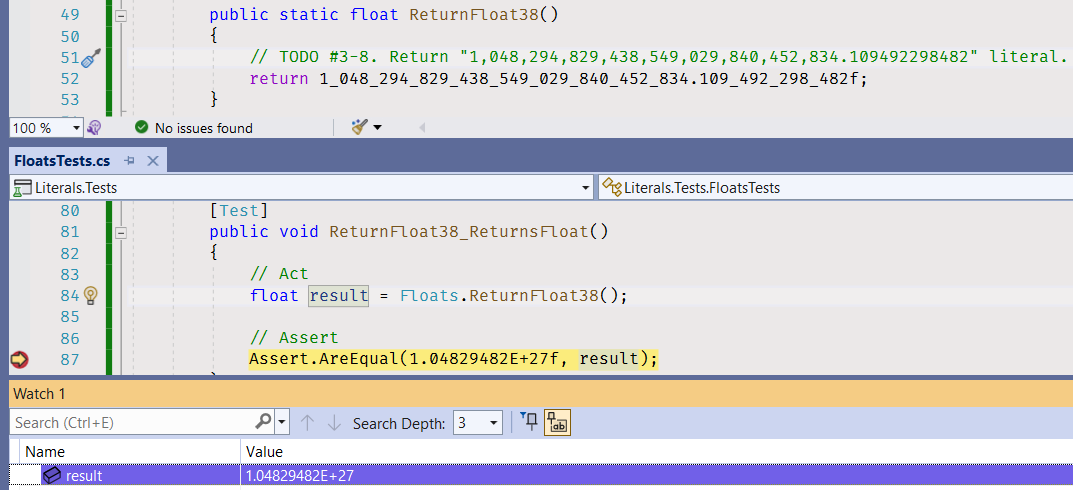 49 public static float ReturnFloat38()
50 {
51 // TODO #3-8. Return "1,048,294,829,438,549,029,840,452,834.109492298482" literal.
52 return 1_048_294_829_438_549_029_840_452_834.109_492_298_482f;
53 }
100 % No issues found
FloatsTests.cs
Literals.Tests Literals.Tests.FloatsTests
80 [Test]
81 public void ReturnFloat38_ReturnsFloat()
82 {
83 // Act
84 float result = Floats.ReturnFloat38();
85
86 // Assert
87 Assert.AreEqual(1.04829482E+27f, result);
Watch 1
Search (Ctrl+E) Search Depth: 3
Name Value
result 1.04829482E+27